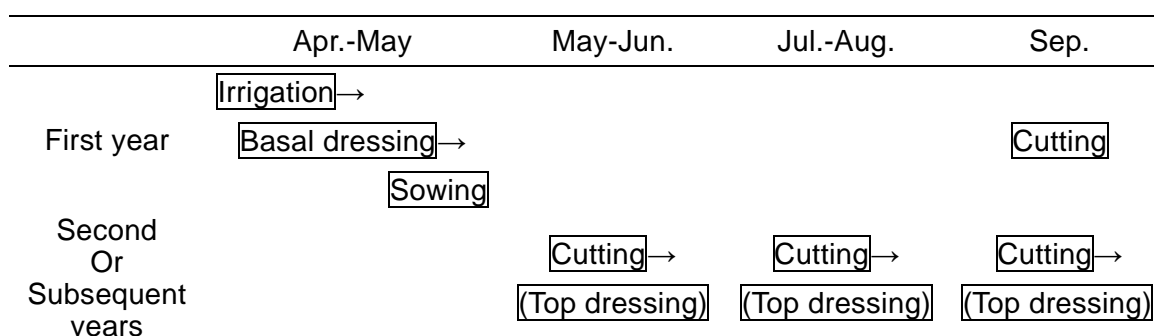 Apr.-May May-Jun. Jul.-Aug. Sep.
Irrigation→
First year Basal dressing→ Cutting
Sowing
Second
Or Cutting→ Cutting→ Cutting→
Subsequent (Top dressing) (Top dressing) (Top dressing)
years